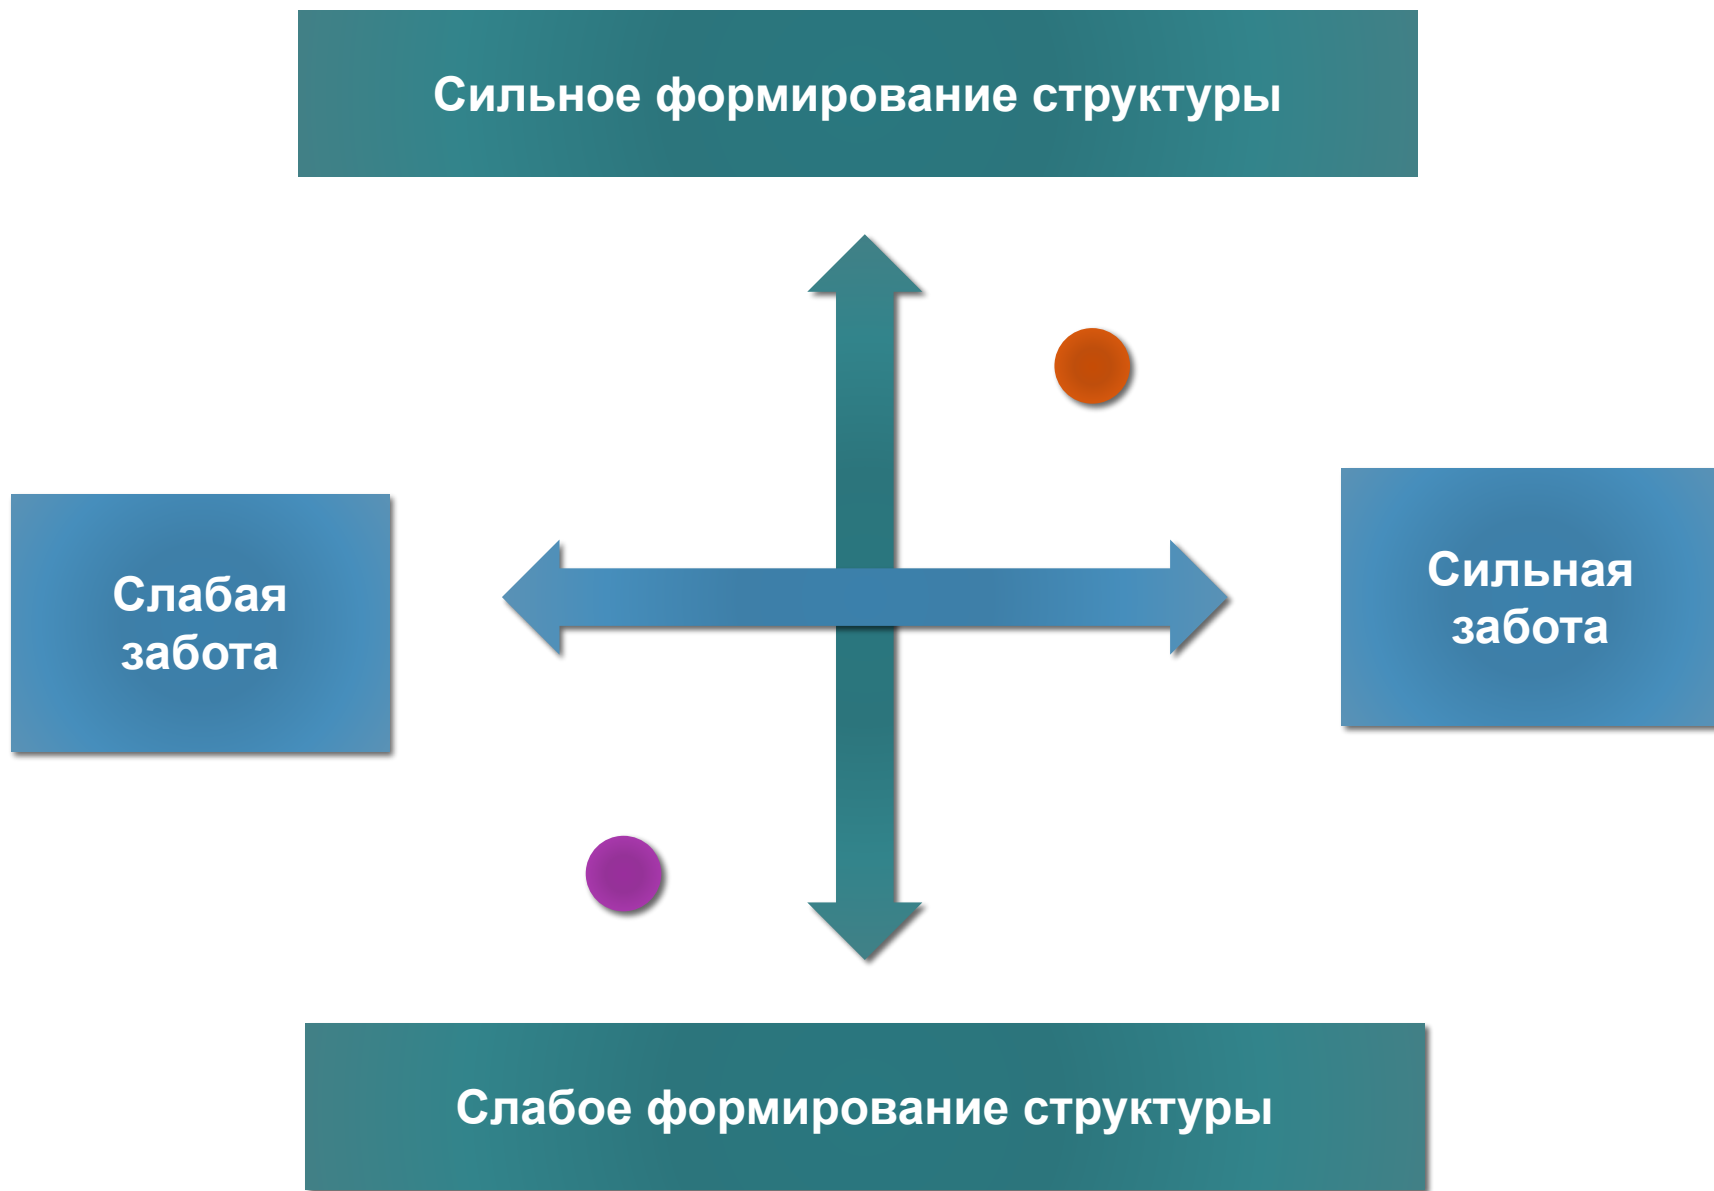 Сильное формирование структуры
Слабая
забота
Сильная
забота
Слабое формирование структуры